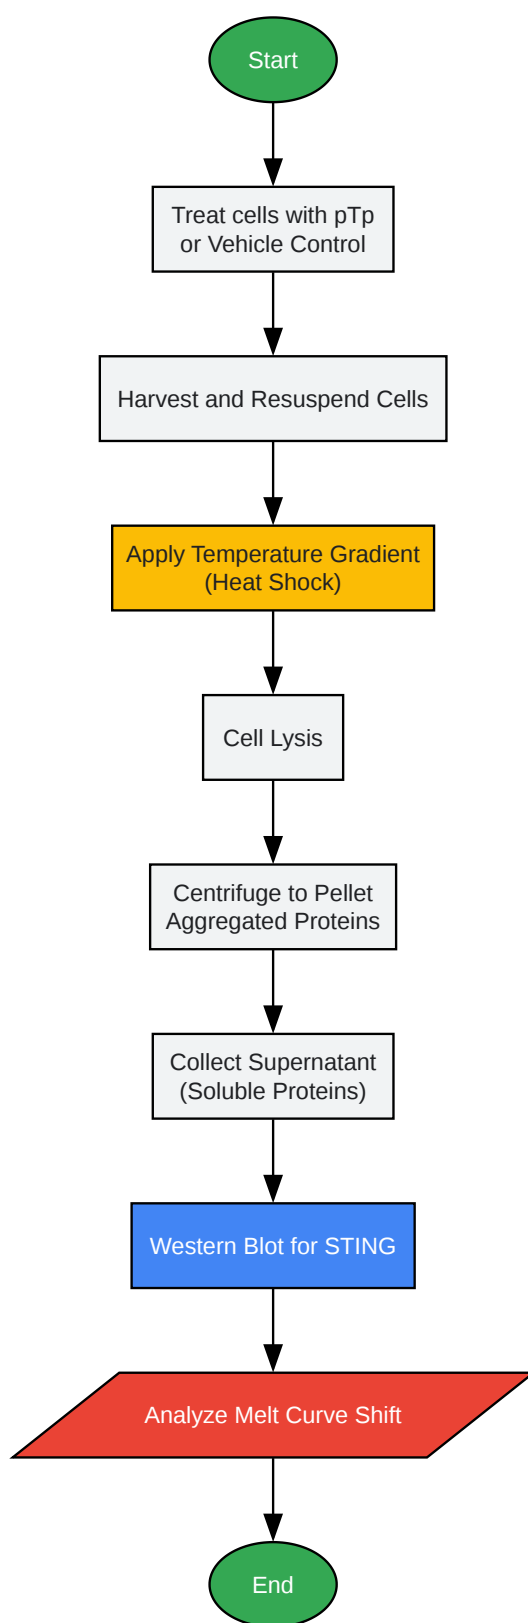 Start
Treat cells with pTp
or Vehicle Control
Harvest and Resuspend Cells
Apply Temperature Gradient
(Heat Shock)
Cell Lysis
Centrifuge to Pellet
Aggregated Proteins
Collect Supernatant
(Soluble Proteins)
Western Blot for STING
Analyze Melt Curve Shift
End